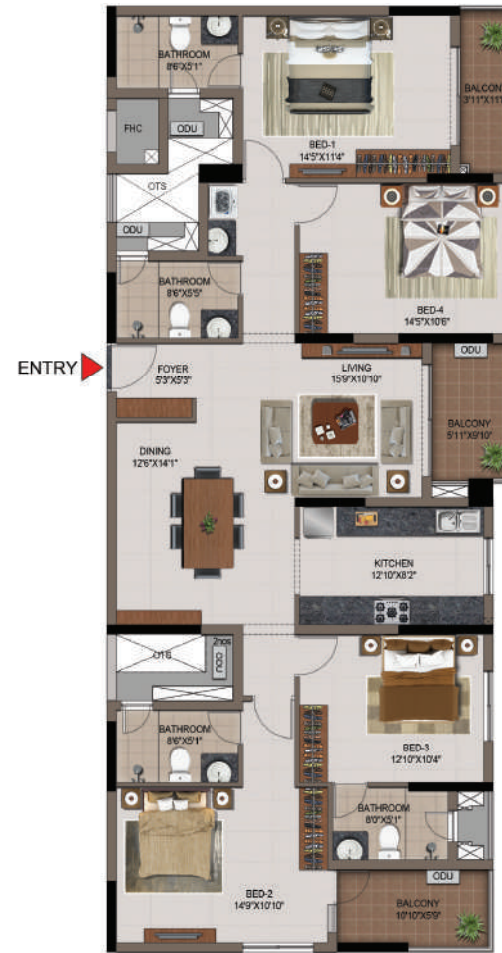 BATHROOM
8'6"X5'1"
BED-1
14'5"X11'4"
BALCON
3'11"X11'
FHC
ODU
OTS
ODU
BATHROOM
8'6"X5'5"
BED-4
14'5"X10'6"
ENTRY
FOYER
5'3"X5'3"
LIVING
15'9"X10'10"
ODU
BALCONY
5'11"X9'10"
DINING
12'6"X14'1"
KITCHEN
12'10"X8'2"
OTS
2nos
ODU
BATHROOM
8'6"X5'1"
BED-3
12'10"X10'4"
BATHROOM
8'0"X5'1"
BED-2
14'9"X10'10"
ODU
BALCONY
10'10"X5'9"